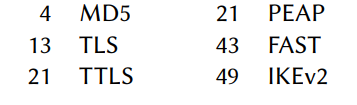 4 MD5 21 PEAP
13 TLS 43 FAST
21 TTLS 49 IKEv2